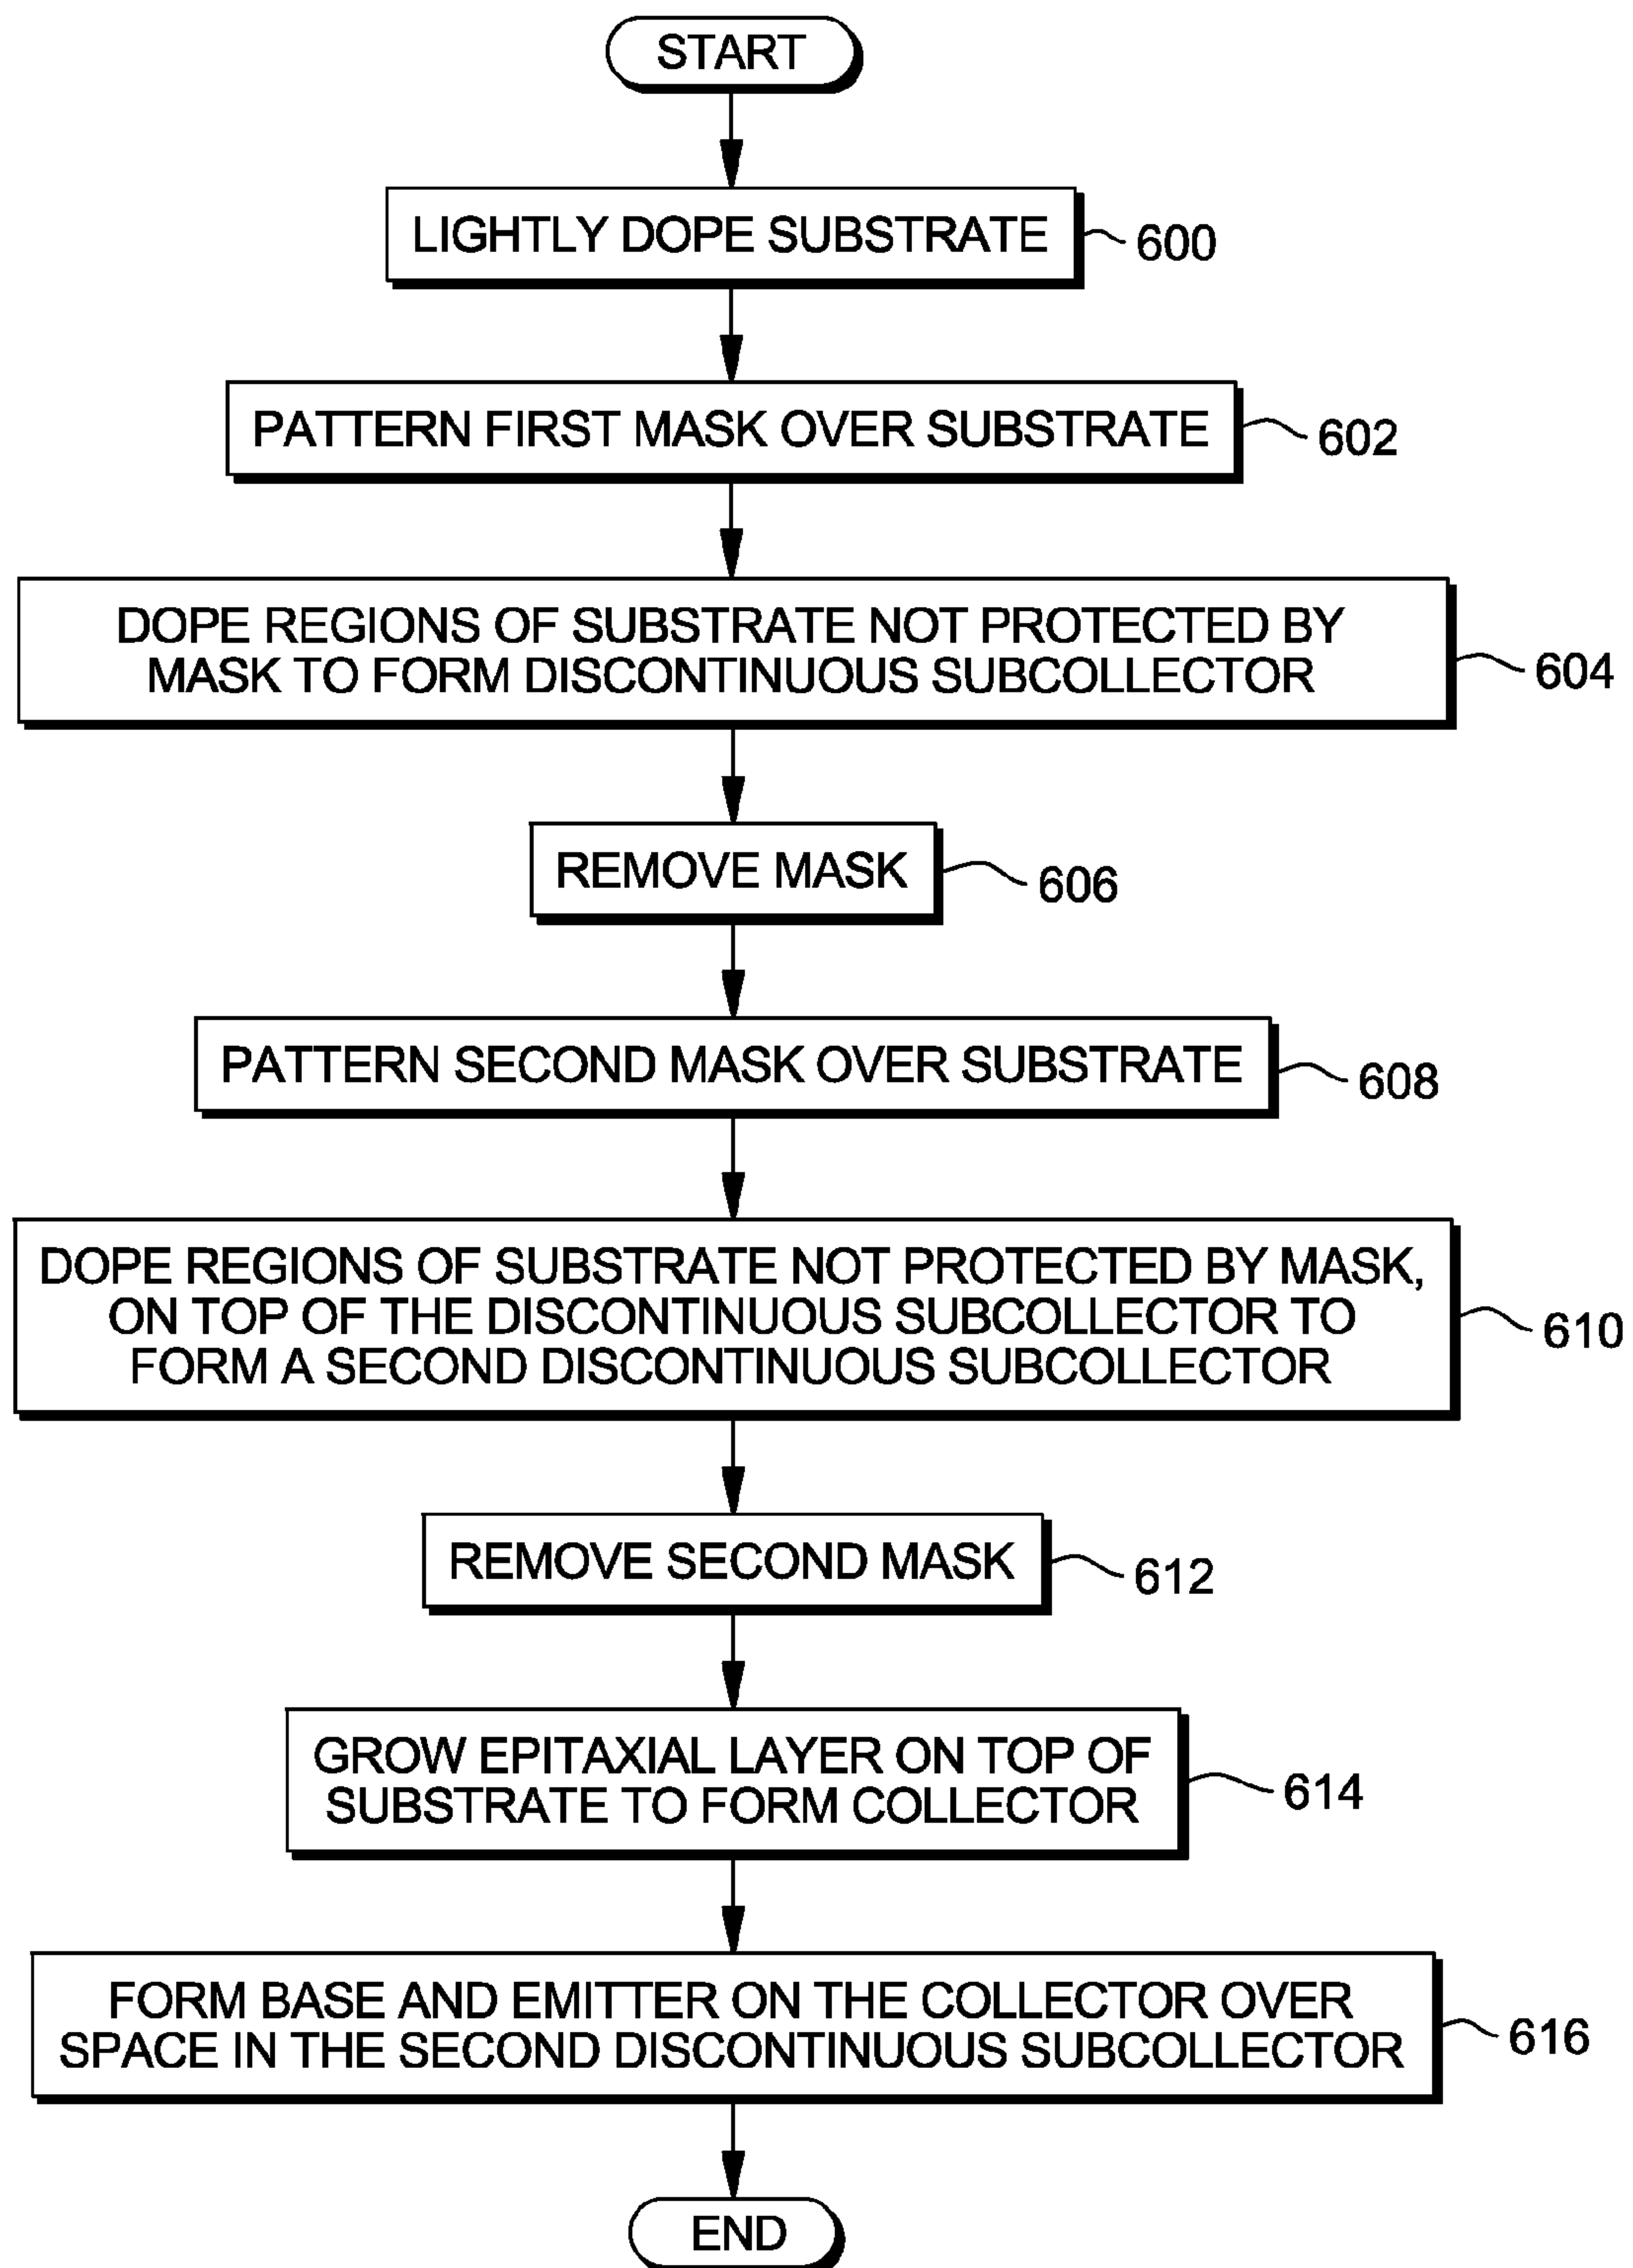 START
LIGHTLY DOPE SUBSTRATE
600
PATTERN FIRST MASK OVER SUBSTRATE
602
DOPE REGIONS OF SUBSTRATE NOT PROTECTED BY
MASK TO FORM DISCONTINUOUS SUBCOLLECTOR
604
REMOVE MASK
606
PATTERN SECOND MASK OVER SUBSTRATE
608
DOPE REGIONS OF SUBSTRATE NOT PROTECTED BY MASK,
ON TOP OF THE DISCONTINUOUS SUBCOLLECTOR TO
FORM A SECOND DISCONTINUOUS SUBCOLLECTOR
610
REMOVE SECOND MASK
612
GROW EPITAXIAL LAYER ON TOP OF
SUBSTRATE TO FORM COLLECTOR
614
FORM BASE AND EMITTER ON THE COLLECTOR OVER
SPACE IN THE SECOND DISCONTINUOUS SUBCOLLECTOR
616
END